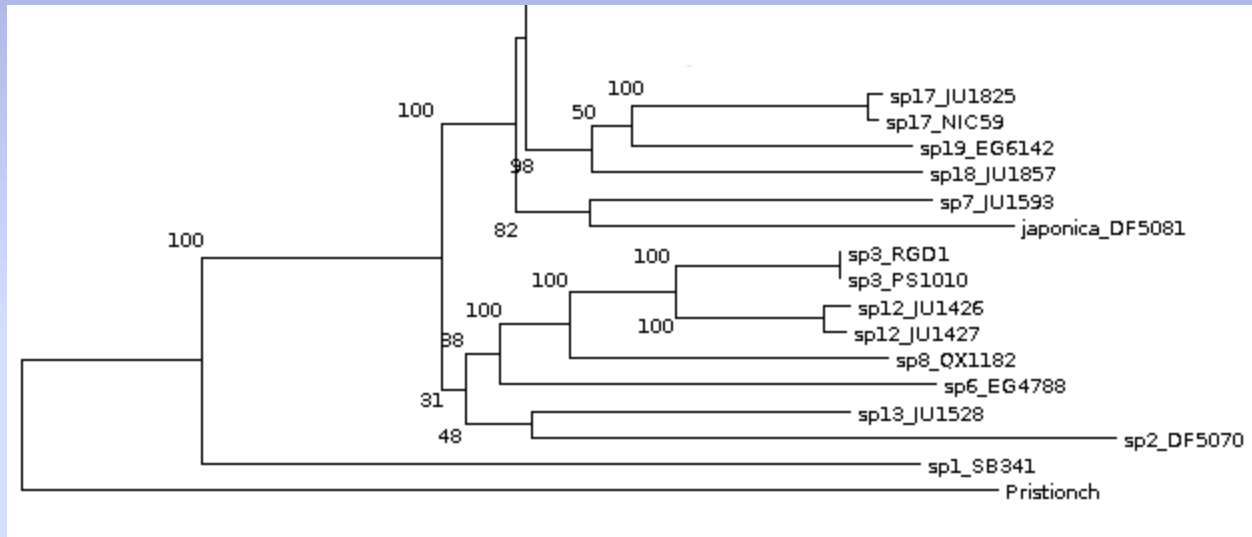 100
sp17_JU1825
100
50
sp17_NIC59
sp19_EG6142
98
sp18_JU1857
sp7_JU1593
82
japonica_DF5081
100
sp3_RGD1
100
sp3_PS1010
100
sp12_JU1426
100
sp12_JU1427
88
sp8_QX1182
sp6_EG4788
31
sp13_JU1528
48
sp2_DF5070
100
sp1_SB341
Pristionch